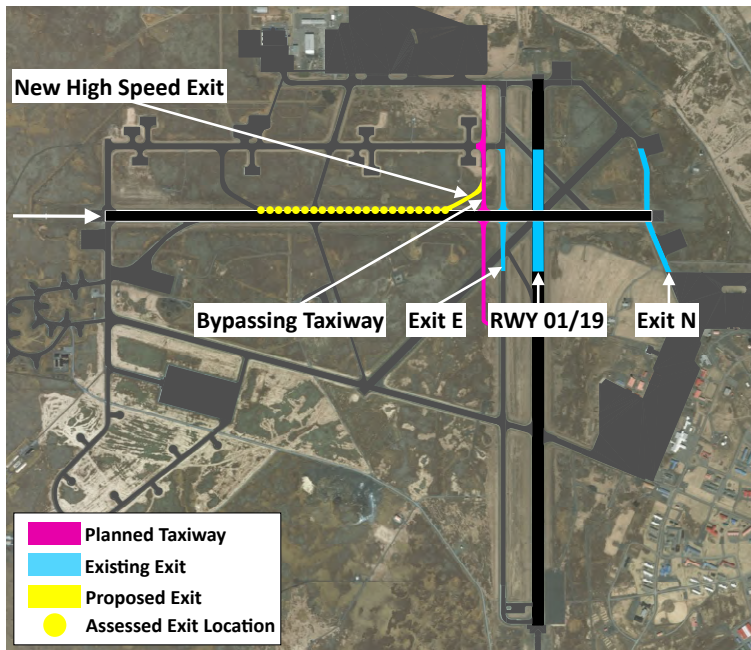 New High Speed Exit
Bypassing Taxiway
Exit E
RWY 01/19
Exit N
Planned Taxiway
Existing Exit
Proposed Exit
Assessed Exit Location